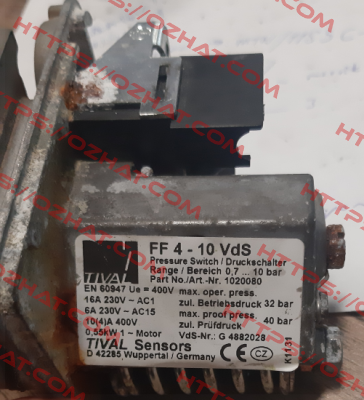 HTTPS://OZHAT.COM
TIVAL
FF 4 - 10 VdS
Pressure Switch / Druckschalter
Range / Bereich 0,7 ... 10 bar
Part No./Art.-Nr. 1020080
EN 60947 Ue = 400V max. oper. press.
16A 230V - AC1 zul. Betriebsdruck 32 bar
6A 230V - AC15 max. proof press. 40 bar
10(4)A 400V zul. Prüfdruck
0,55kW 1 - Motor VdS-Nr.: G 4882028
TIVAL Sensors
D 42285 Wuppertal / Germany
CE
K1131